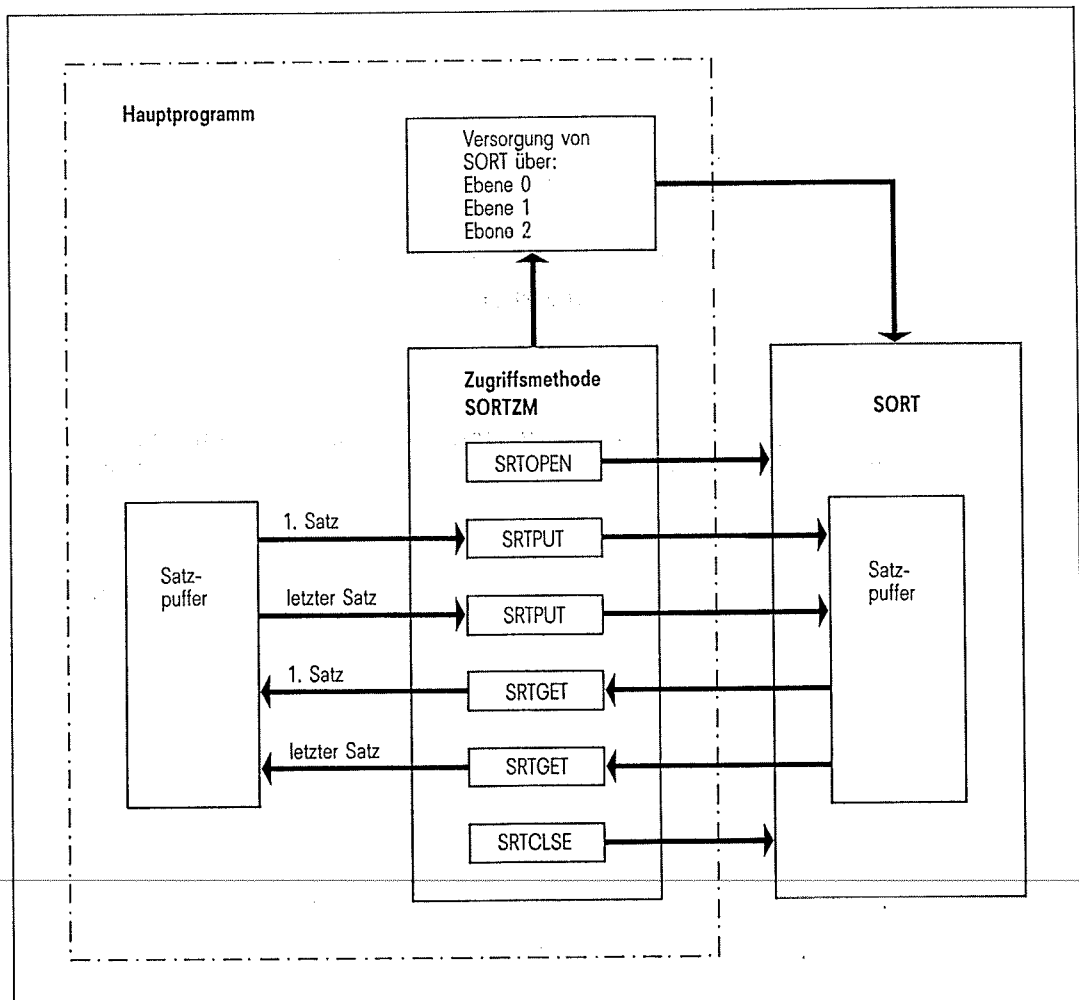 Hauptprogramm
Versorgung von
SORT über:
Ebene 0
Ebene 1
Ebene 2
Zugriffsmethode
SORTZM
SORT
SRTOPEN
1. Satz
SRTPUT
Satz-
puffer
Satz-
puffer
letzter Satz
SRTPUT
1. Satz
SRTGET
letzter Satz
SRTGET
SRTCLSE